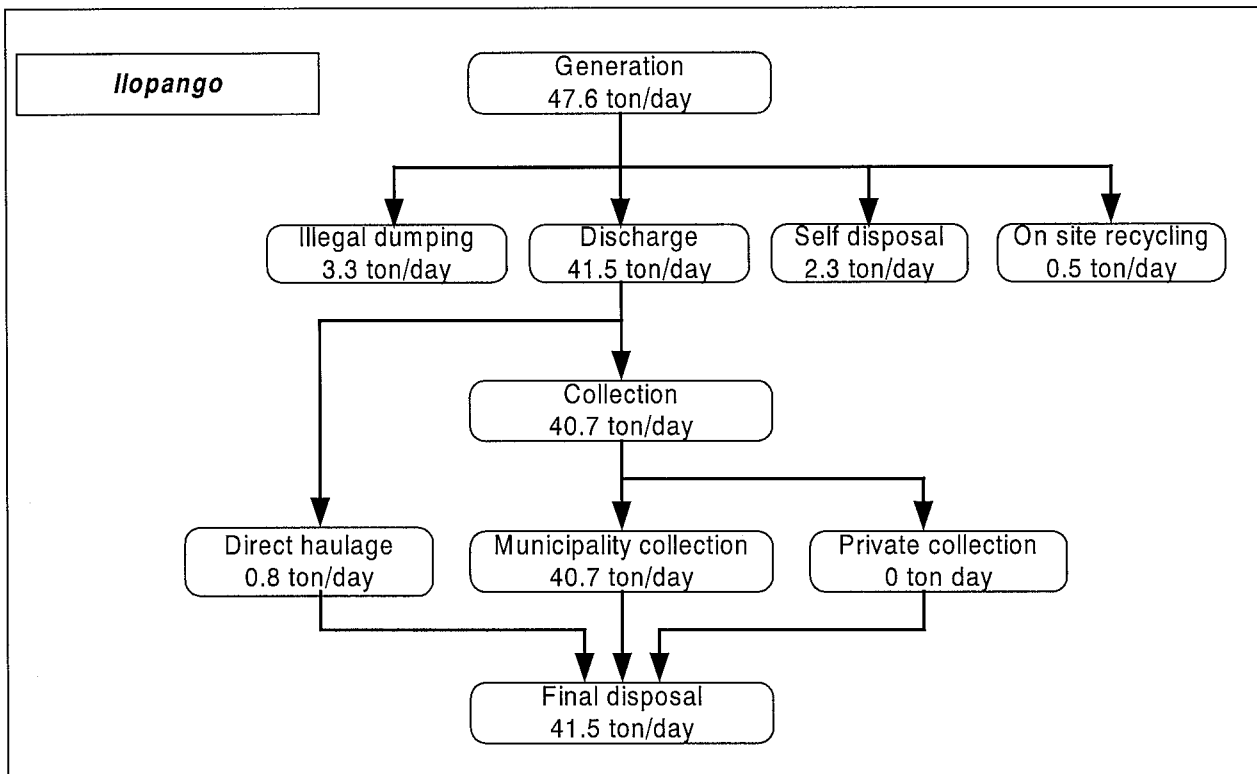 Ilopango
Generation
47.6 ton/day
Illegal dumping
3.3 ton/day
Discharge
41.5 ton/day
Self disposal
2.3 ton/day
On site recycling
0.5 ton/day
Collection
40.7 ton/day
Direct haulage
0.8 ton/day
Municipality collection
40.7 ton/day
Private collection
0 ton day
Final disposal
41.5 ton/day